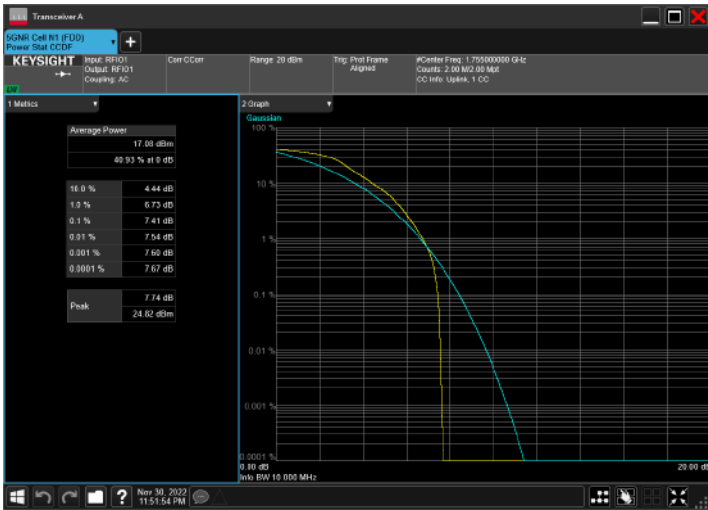 Transceiver A
5GNR Cell N1 (FDD)
Power Stat CCDF
KEYSIGHT
Input: RFIO1
Output: RFIO1
Coupling: AC
Corr CCorr
Range: 20 dBm
Trig: Prot Frame
Aligned
#Center Freq: 1.755000000 GHz
Counts: 2.00 M/2.00 Mpt
CC Info: Uplink, 1 CC
1 Metrics
Average Power
17.08 dBm
40.93 % at 0 dB
10.0 % 4.44 dB
1.0 % 6.73 dB
0.1 % 7.41 dB
0.01 % 7.54 dB
0.001 % 7.60 dB
0.0001 % 7.67 dB
Peak
7.74 dB
24.82 dBm
2 Graph
Gaussian
100 %
10 %
1 %
0.1 %
0.01 %
0.001 %
0.0001 %
0.00 dB
20.00 dB
Info BW 10.000 MHz
Nov 30, 2022
11:51:54 PM